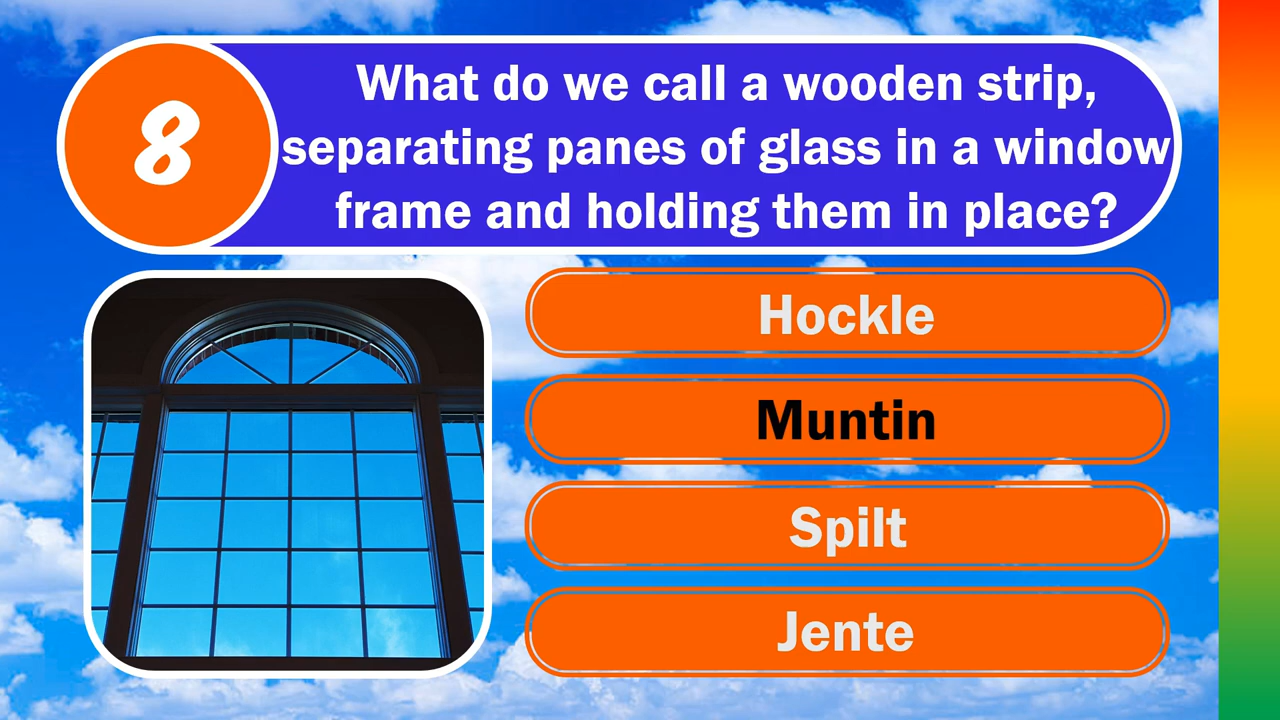 8
What do we call a wooden strip,
separating panes of glass in a window
frame and holding them in place?
Hockle
Muntin
Spilt
Jente